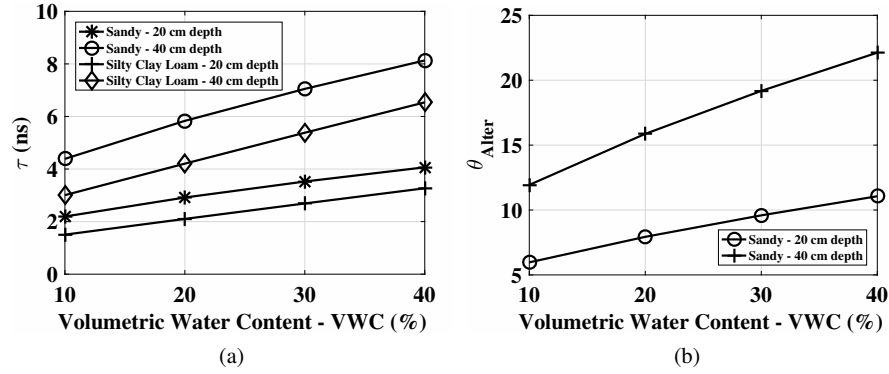 10
8
6
4
2
0
τ (ns)
Sandy - 20 cm depth
Sandy - 40 cm depth
Silty Clay Loam - 20 cm depth
Silty Clay Loam - 40 cm depth
10 20 30 40
Volumetric Water Content - VWC (%)
(a)
25
20
15
10
5
θ Alter
Sandy - 20 cm depth
Sandy - 40 cm depth
10 20 30 40
Volumetric Water Content - VWC (%)
(b)